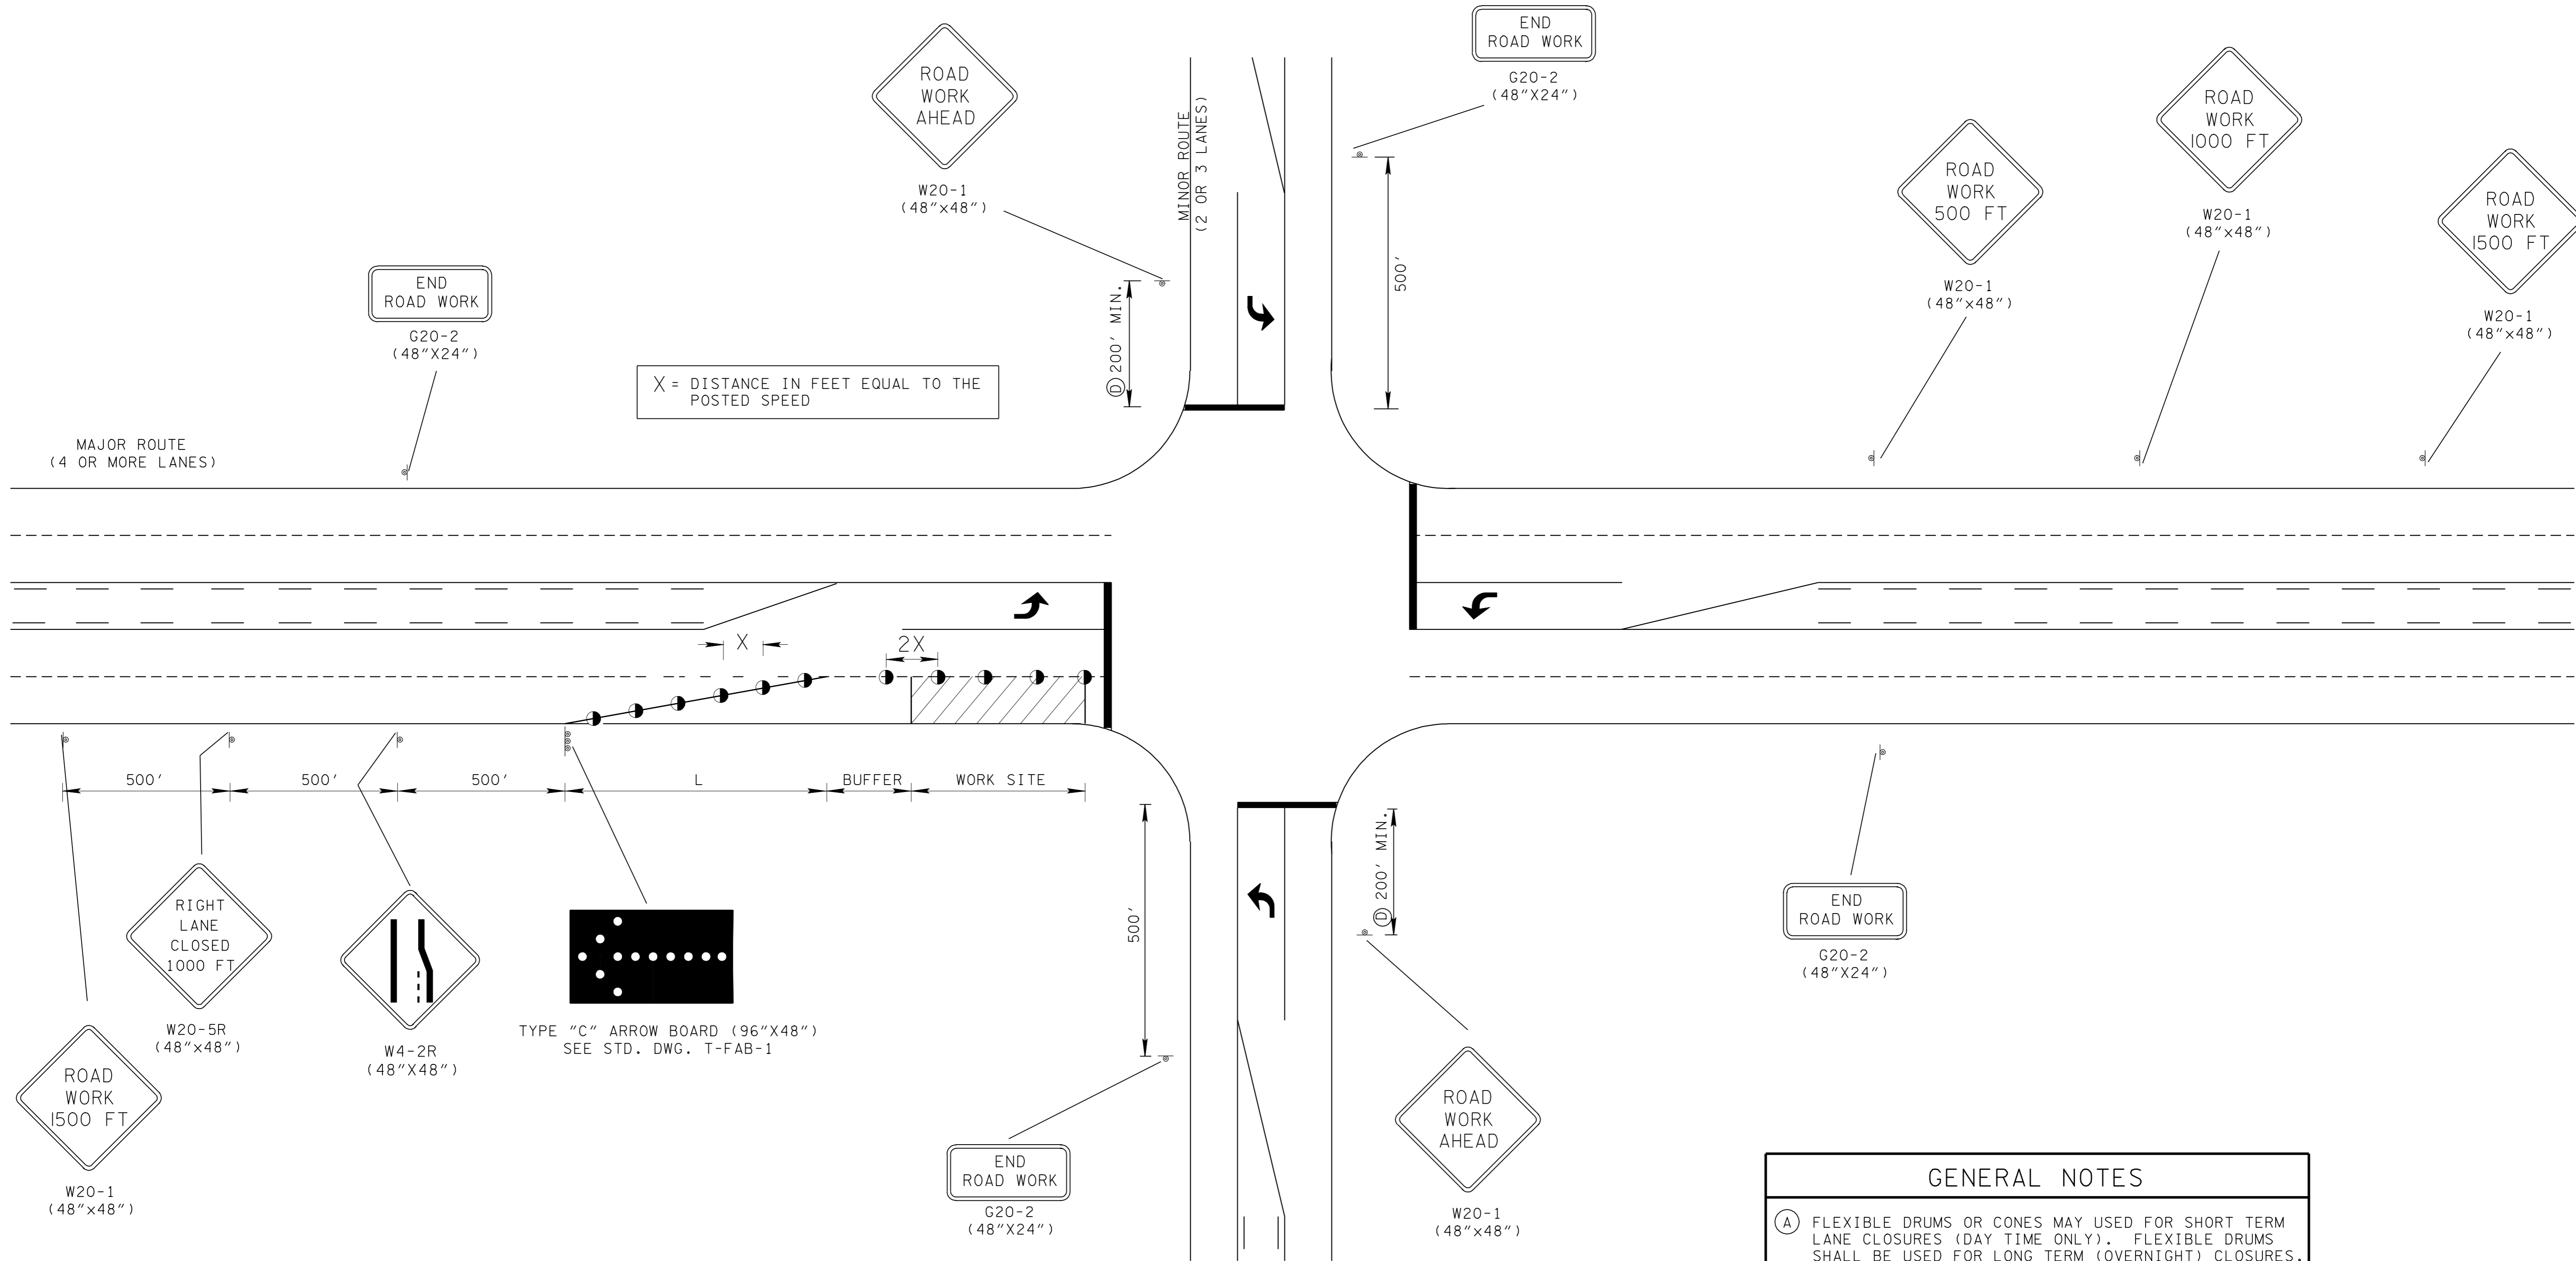 END
ROAD WORK
G20-2
(48"X24")
ROAD
WORK
AHEAD
W20-1
(48"x48")
MINOR ROUTE
(2 OR 3 LANES)
ROAD
WORK
500 FT
W20-1
(48"x48")
ROAD
WORK
1000 FT
W20-1
(48"x48")
ROAD
WORK
1500 FT
W20-1
(48"x48")
END
ROAD WORK
G20-2
(48"X24")
X = DISTANCE IN FEET EQUAL TO THE
POSTED SPEED
D 200' MIN.
500'
MAJOR ROUTE
(4 OR MORE LANES)
X
2X
500'
500'
500'
L
BUFFER
WORK SITE
RIGHT
LANE
CLOSED
1000 FT
W20-5R
(48"x48")
W4-2R
(48"X48")
TYPE "C" ARROW BOARD (96"X48")
SEE STD. DWG. T-FAB-1
ROAD
WORK
1500 FT
W20-1
(48"x48")
500'
D 200' MIN.
END
ROAD WORK
G20-2
(48"X24")
ROAD
WORK
AHEAD
W20-1
(48"x48")
END
ROAD WORK
G20-2
(48"X24")
GENERAL NOTES
A FLEXIBLE DRUMS OR CONES MAY USED FOR SHORT TERM
LANE CLOSURES (DAY TIME ONLY). FLEXIBLE DRUMS
SHALL BE USED FOR LONG TERM (OVERNIGHT) CLOSURES.